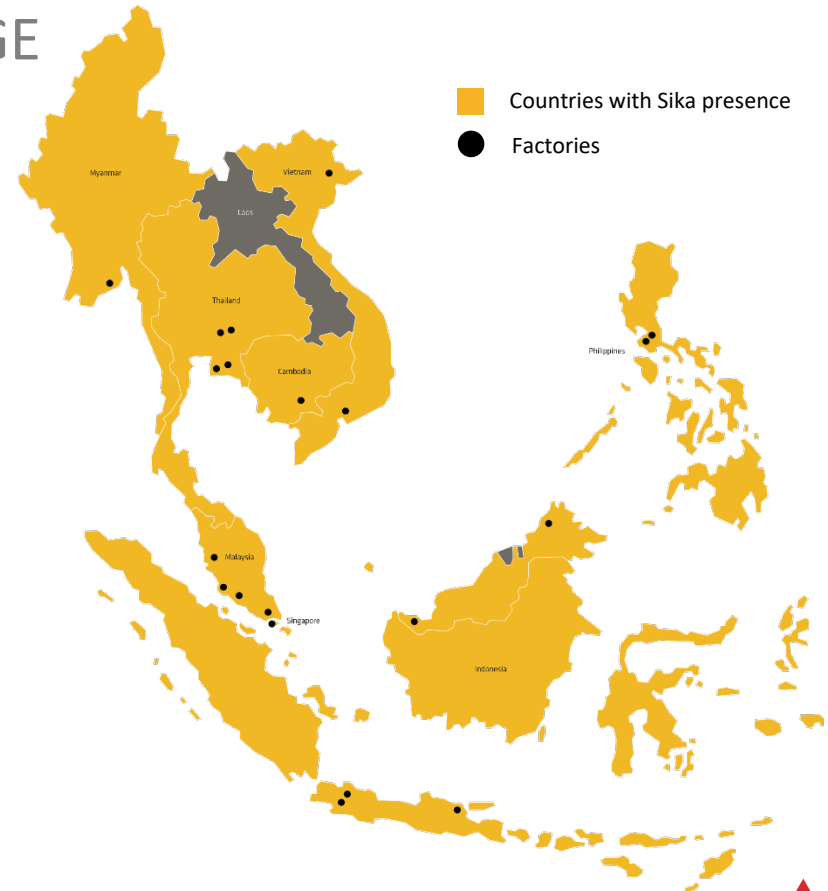 GE
Countries with Sika presence
Factories
Myanmar
Vietnam
Laos
Thailand
Philippines
Cambodia
Malaysia
Singapore
Indonesia